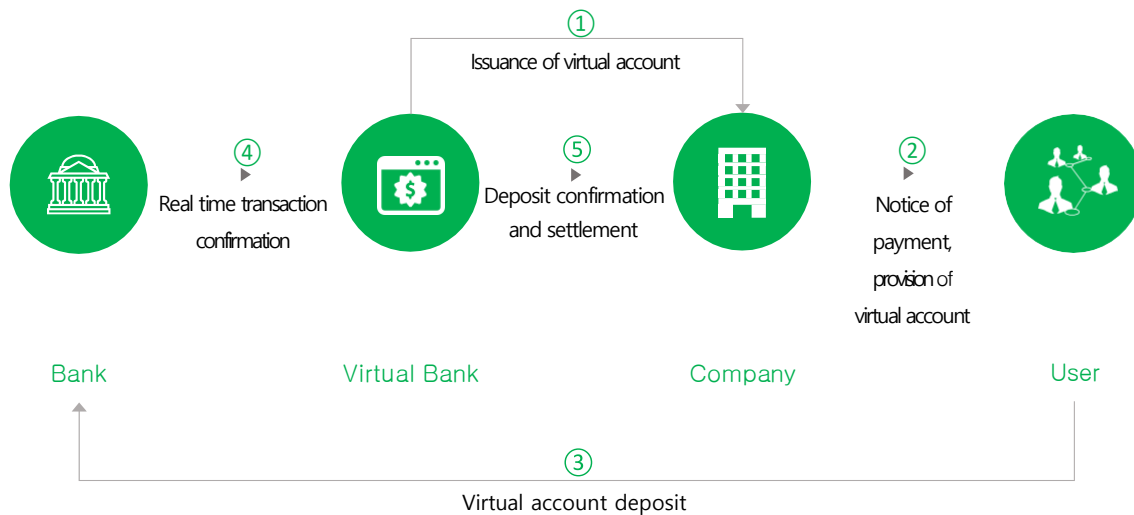 ①
Issuance of virtual account
④
Real time transaction
confirmation
$
⑤
Deposit confirmation
and settlement
②
Notice of
payment,
provision of
virtual account
Bank
Virtual Bank
Company
User
③
Virtual account deposit